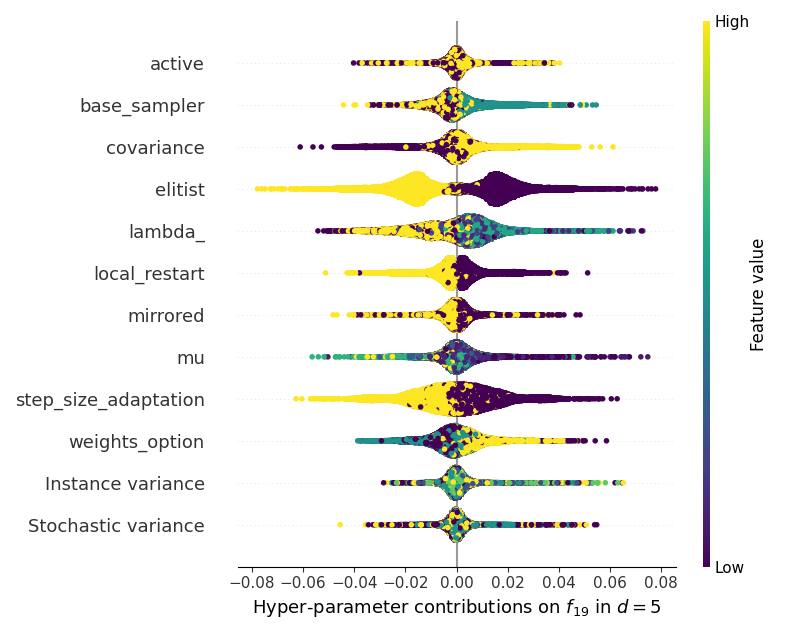 High
active
base_sampler
covariance
elitist
lambda_
local_restart
mirrored
mu
step_size_adaptation
weights_option
Instance variance
Stochastic variance
Feature value
Low
−0.08 −0.06 −0.04 −0.02 0.00 0.02 0.04 0.06 0.08
Hyper-parameter contributions on f19 in d = 5